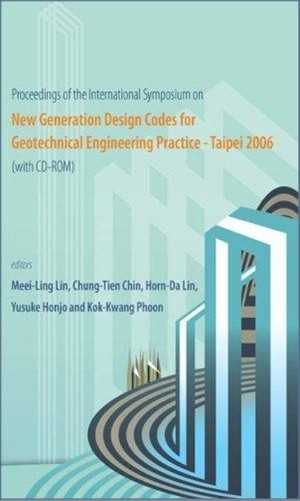 Proceedings of the International Symposium on
New Generation Design Codes for
Geotechnical Engineering Practice - Taipei 2006
(with CD-ROM)
editors
Meei-Ling Lin, Chung-Tien Chin, Horn-Da Lin,
Yusuke Honjo and Kok-Kwang Phoon